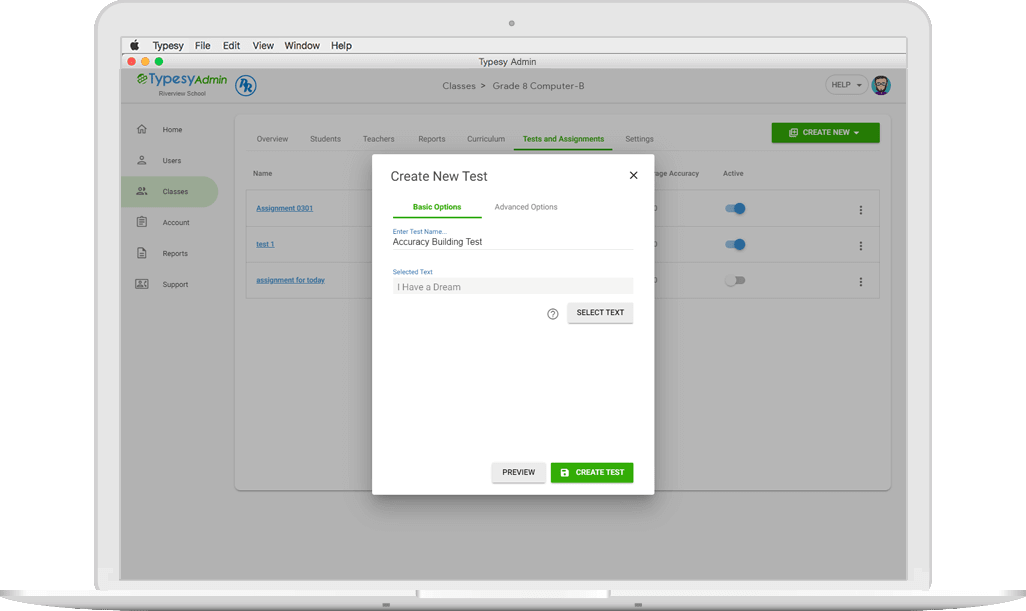 Typesy File Edit View Window Help
Typesy Admin
TypesyAdmin
Riverview School
Classes > Grade 8 Computer-B
HELP
Home
Users
Classes
Account
Reports
Support
Overview Students Teachers Reports Curriculum Tests and Assignments Settings
CREATE NEW
Name Accuracy Active
Assignment 0301
test 1
assignment for today
Create New Test
Basic Options Advanced Options
Enter Test Name...
Accuracy Building Test
Selected Text
I Have a Dream
SELECT TEXT
PREVIEW CREATE TEST